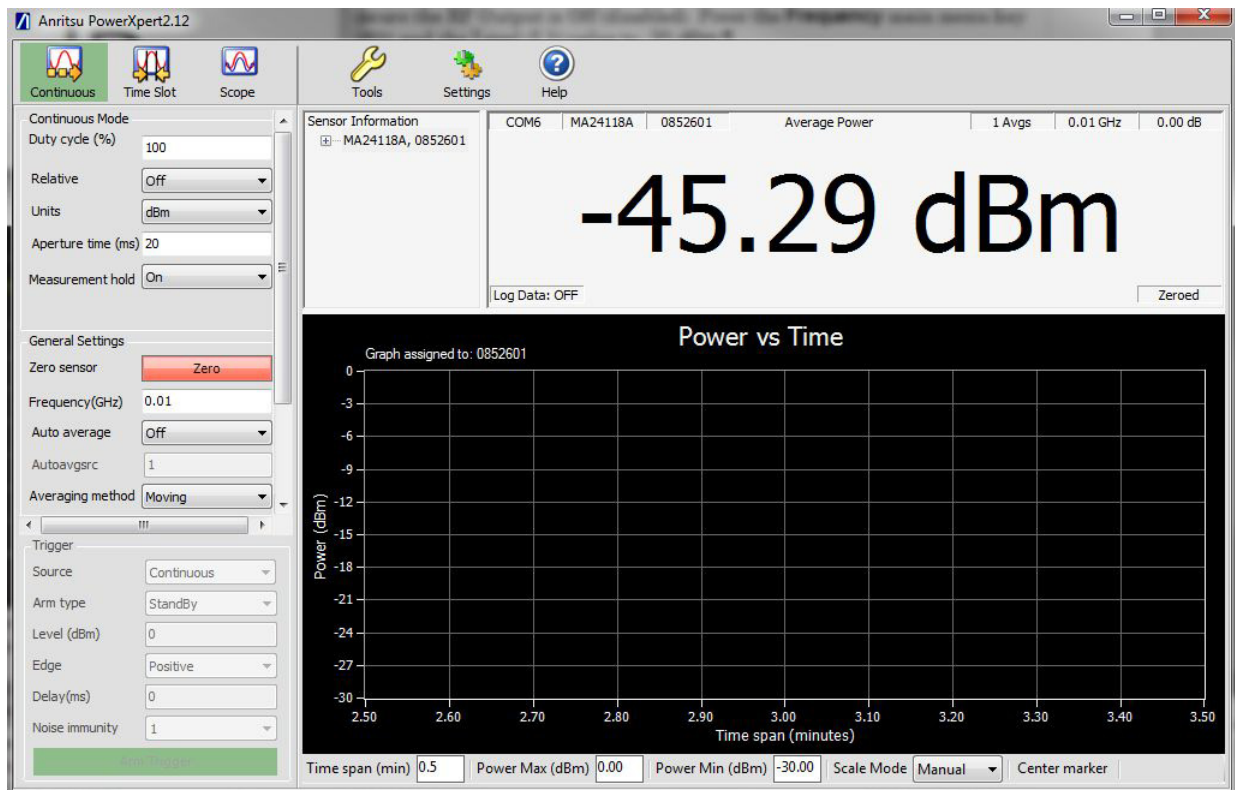 Anritsu PowerXpert2.12
Continuous Time Slot Scope Tools Settings Help
Continuous Mode
Duty cycle (%) 100
Relative Off
Units dBm
Aperture time (ms) 20
Measurement hold On
General Settings
Zero sensor Zero
Frequency(GHz) 0.01
Auto average Off
Autoavgsrc 1
Averaging method Moving
Trigger
Source Continuous
Arm type StandBy
Level (dBm) 0
Edge Positive
Delay(ms) 0
Noise immunity 1
Arm Trigger
Sensor Information
MA24118A, 0852601
COM6 MA24118A 0852601 Average Power 1 Avgs 0.01 GHz 0.00 dB
-45.29 dBm
Log Data: OFF Zeroed
Power vs Time
Graph assigned to: 0852601
Power (dBm)
0
-3
-6
-9
-12
-15
-18
-21
-24
-27
-30
2.50 2.60 2.70 2.80 2.90 3.00 3.10 3.20 3.30 3.40 3.50
Time span (minutes)
Time span (min) 0.5 Power Max (dBm) 0.00 Power Min (dBm) -30.00 Scale Mode Manual Center marker